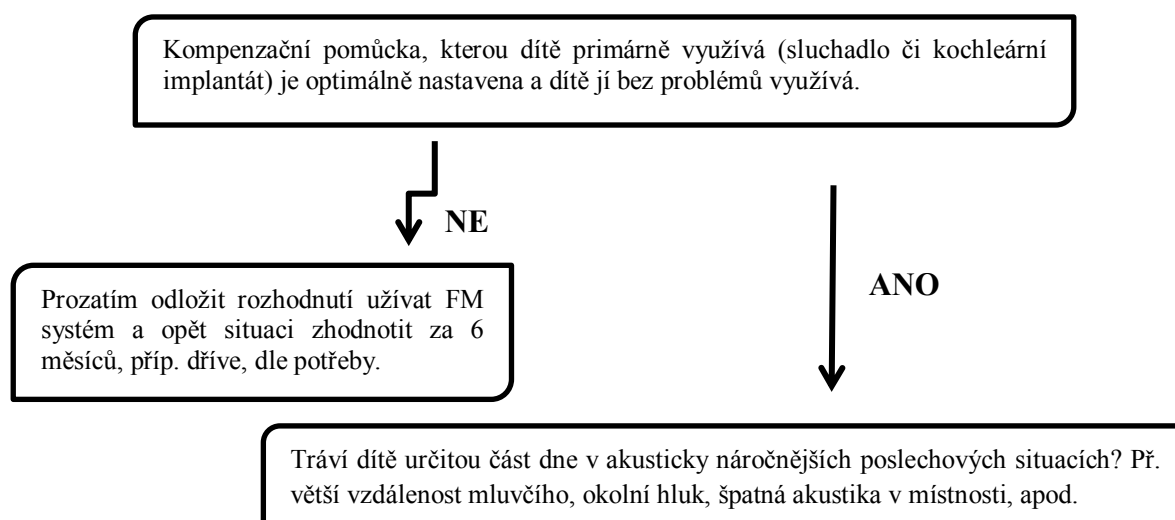 Kompenzační pomůcka, kterou dítě primárně využívá (sluchadlo či kochleární
implantát) je optimálně nastavena a dítě jí bez problémů využívá.
NE
Prozatím odložit rozhodnutí užívat FM
systém a opět situaci zhodnotit za 6
měsíců, příp. dříve, dle potřeby.
ANO
Tráví dítě určitou část dne v akusticky náročnějších poslechových situacích? Př.
větší vzdálenost mluvčího, okolní hluk, špatná akustika v místnosti, apod.